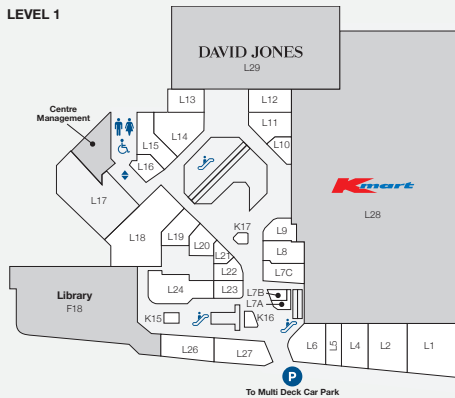 LEVEL 1
DAVID JONES
L29
L13
L12
Centre
Management
L14
L11
L15
L10
L16
Kmart
L17
L28
K17
L9
L18
L19
L20
L8
L21
L22
L7C
L24
L23
L7B
L7A
Library
F18
K15
K16
L26
L27
L6
L5
L4
L2
L1
P
To Multi Deck Car Park